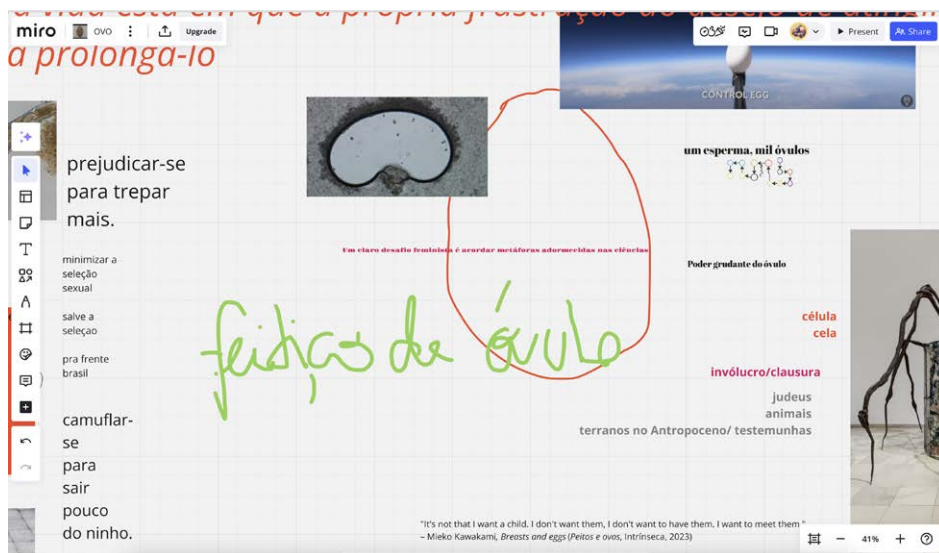 a vida está em que a própria frustração do desejo de atingir
a prolonga-lo
miro
OVO
Upgrade
Present
Share
CONTROL EGG
prejudicar-se
para trepar
mais.
um esperma, mil óvulos
Um claro desafio feminista é acordar metáforas adormecidas nas ciências
minimizar a
seleção
sexual
salve a
seleçao
pra frente
brasil
Poder grudante do óvulo
feitiços de óvulo
célula
cela
invólucro/clausura
judeus
animais
terranos no Antropoceno/ testemunhas
camuflar-
se
para
sair
pouco
do ninho.
"It's not that I want a child. I don't want them, I don't want to have them. I want to meet them."
– Mieko Kawakami, Breasts and eggs (Peitos e ovos, Intrínseca, 2023)
41%